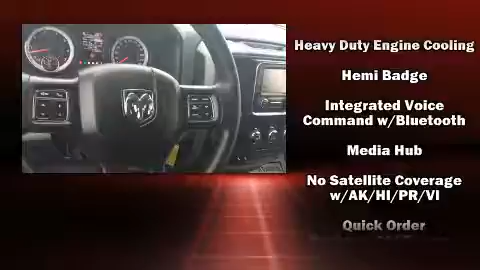 Heavy Duty Engine Cooling
Hemi Badge
Integrated Voice
Command w/Bluetooth
Media Hub
No Satellite Coverage
w/AK/HI/PR/VI
Quick Order